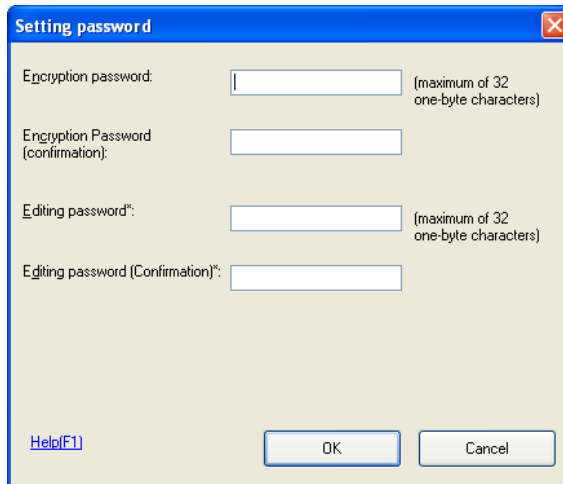 Setting password
Encryption password:
(maximum of 32
one-byte characters)
Encryption Password
(confirmation):
Editing password*:
(maximum of 32
one-byte characters)
Editing password (Confirmation)*:
Help(F1)
OK
Cancel